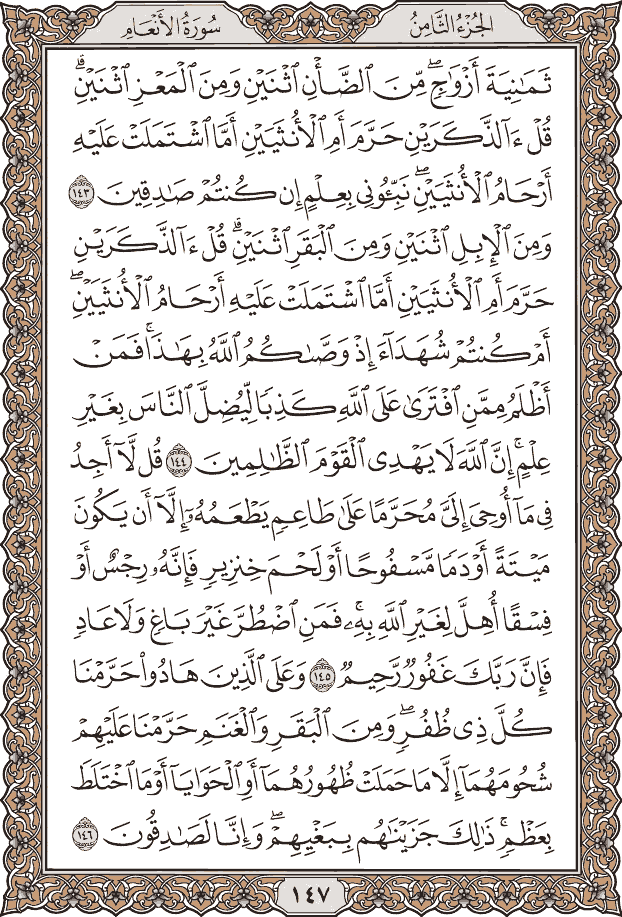 الجُزْءُ الثَّامِنُ
سُورَةُ الأَنْعَامِ
ثَمَٰنِيَةَ أَزْوَٰجٖۖ مِّنَ ٱلضَّأۡنِ ٱثۡنَيۡنِ وَمِنَ ٱلۡمَعۡزِ ٱثۡنَيۡنِۗ
قُلۡ ءَآلذَّكَرَيۡنِ حَرَّمَ أَمِ ٱلۡأُنثَيَيۡنِ أَمَّا ٱشۡتَمَلَتۡ عَلَيۡهِ
أَرۡحَامُ ٱلۡأُنثَيَيۡنِۖ نَبِّـُٔونِي بِعِلۡمٍ إِن كُنتُمۡ صَٰدِقِينَ ١٤٣
وَمِنَ ٱلۡإِبِلِ ٱثۡنَيۡنِ وَمِنَ ٱلۡبَقَرِ ٱثۡنَيۡنِۗ قُلۡ ءَآلذَّكَرَيۡنِ
حَرَّمَ أَمِ ٱلۡأُنثَيَيۡنِ أَمَّا ٱشۡتَمَلَتۡ عَلَيۡهِ أَرۡحَامُ ٱلۡأُنثَيَيۡنِۖ
أَمۡ كُنتُمۡ شُهَدَآءَ إِذۡ وَصَّىٰكُمُ ٱللَّهُ بِهَٰذَاۚ فَمَنۡ
أَظۡلَمُ مِمَّنِ ٱفۡتَرَىٰ عَلَى ٱللَّهِ كَذِبٗا لِّيُضِلَّ ٱلنَّاسَ بِغَيۡرِ
عِلۡمٍۚ إِنَّ ٱللَّهَ لَا يَهۡدِي ٱلۡقَوۡمَ ٱلظَّٰلِمِينَ ١٤٤ قُل لَّآ أَجِدُ
فِي مَآ أُوحِيَ إِلَيَّ مُحَرَّمًا عَلَىٰ طَاعِمٖ يَطۡعَمُهُۥٓ إِلَّآ أَن يَكُونَ
مَيۡتَةً أَوۡ دَمٗا مَّسۡفُوحًا أَوۡ لَحۡمَ خِنزِيرٖ فَإِنَّهُۥ رِجۡسٌ أَوۡ
فِسۡقًا أُهِلَّ لِغَيۡرِ ٱللَّهِ بِهِۦۚ فَمَنِ ٱضۡطُرَّ غَيۡرَ بَاغٖ وَلَا عَادٖ
فَإِنَّ رَبَّكَ غَفُورٞ رَّحِيمٞ ١٤٥ وَعَلَى ٱلَّذِينَ هَادُواْ حَرَّمۡنَا
كُلَّ ذِي ظُفُرٖۖ وَمِنَ ٱلۡبَقَرِ وَٱلۡغَنَمِ حَرَّمۡنَا عَلَيۡهِمۡ
شُحُومَهُمَآ إِلَّا مَا حَمَلَتۡ ظُهُورُهُمَآ أَوِ ٱلۡحَوَايَآ أَوۡ مَا ٱخۡتَلَطَ
بِعَظۡمٖۚ ذَٰلِكَ جَزَيۡنَٰهُم بِبَغۡيِهِمۡۖ وَإِنَّا لَصَٰدِقُونَ ١٤٦
١٤٧